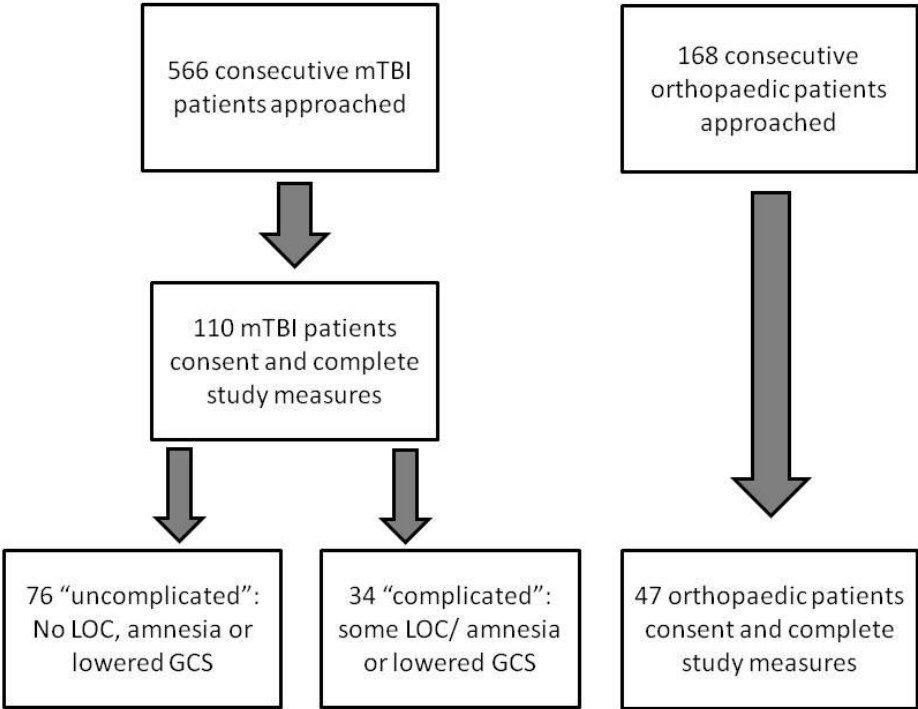 566 consecutive mTBI
patients approached
168 consecutive
orthopaedic patients
approached
110 mTBI patients
consent and complete
study measures
76 “uncomplicated”:
No LOC, amnesia or
lowered GCS
34 “complicated”:
some LOC/ amnesia
or lowered GCS
47 orthopaedic patients
consent and complete
study measures